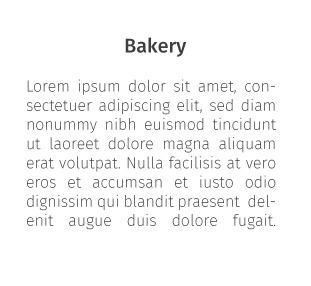 Bakery
Lorem ipsum dolor sit amet, con-
sectetuer adipiscing elit, sed diam
nonummy nibh euismod tincidunt
ut laoreet dolore magna aliquam
erat volutpat. Nulla facilisis at vero
eros et accumsan et iusto odio
dignissim qui blandit praesent del-
enit augue duis dolore fugait.